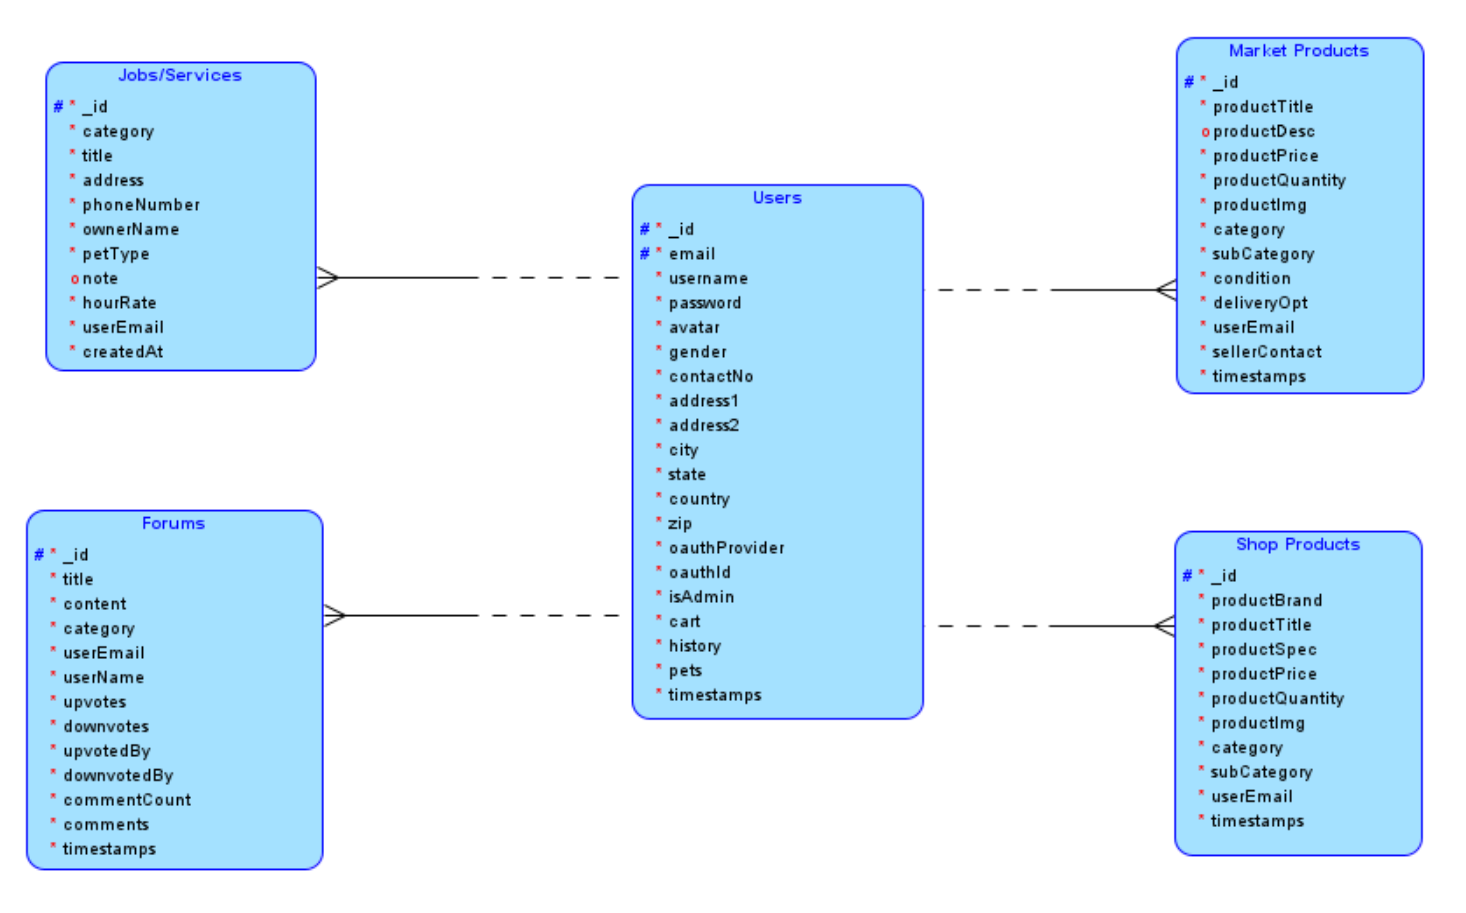 Jobs/Services
# * _id
* category
* title
* address
* phoneNumber
* ownerName
* petType
o note
* hourRate
* userEmail
* createdAt
Forums
# * _id
* title
* content
* category
* userEmail
* userName
* upvotes
* downvotes
* upvotedBy
* downvotedBy
* commentCount
* comments
* timestamps
Users
# * _id
# * email
* username
* password
* avatar
* gender
* contactNo
* address1
* address2
* city
* state
* country
* zip
* oauthProvider
* oauthId
* isAdmin
* cart
* history
* pets
* timestamps
Market Products
# * _id
* productTitle
o productDesc
* productPrice
* productQuantity
* productImg
* category
* subCategory
* condition
* deliveryOpt
* userEmail
* sellerContact
* timestamps
Shop Products
# * _id
* productBrand
* productTitle
* productSpec
* productPrice
* productQuantity
* productImg
* category
* subCategory
* userEmail
* timestamps